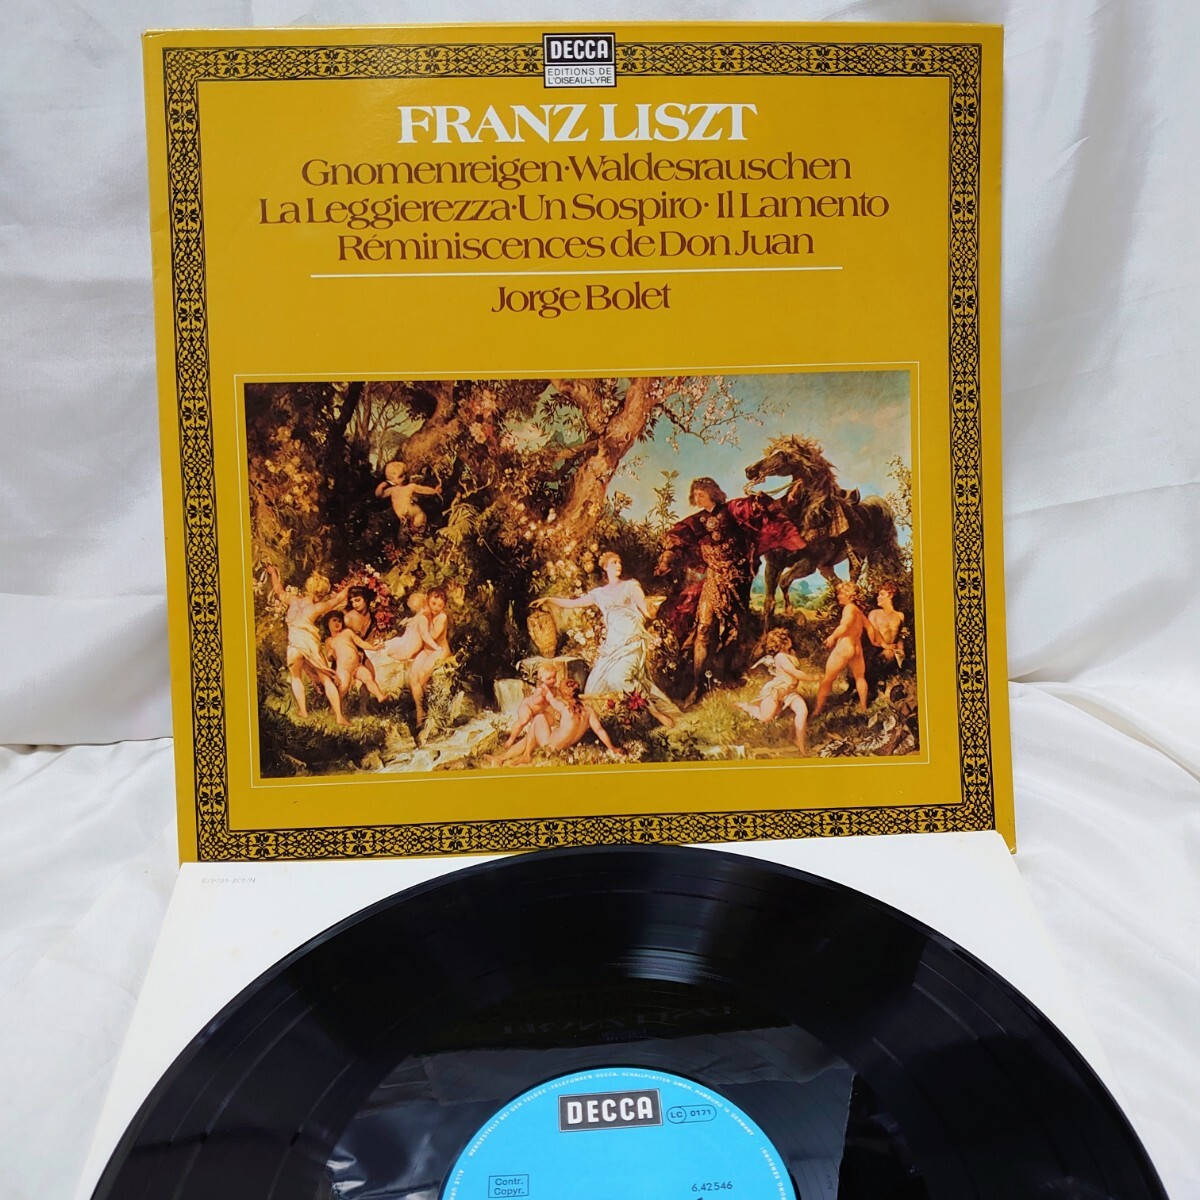 DECCA
EDITIONS DE
L'OISEAU-LYRE
FRANZ LISZT
Gnomenreigen·Waldesrauschen
La Leggierezza·Un Sospiro·Il Lamento
Réminiscences de Don Juan
Jorge Bolet
DECCA
LC 0171
Contr.
Copyr.
6.42546